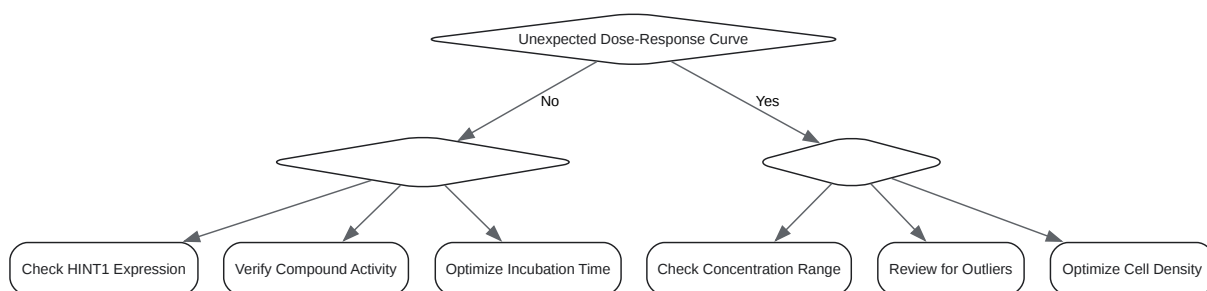 Unexpected Dose-Response Curve
No
Yes
Check HINT1 Expression
Verify Compound Activity
Optimize Incubation Time
Check Concentration Range
Review for Outliers
Optimize Cell Density